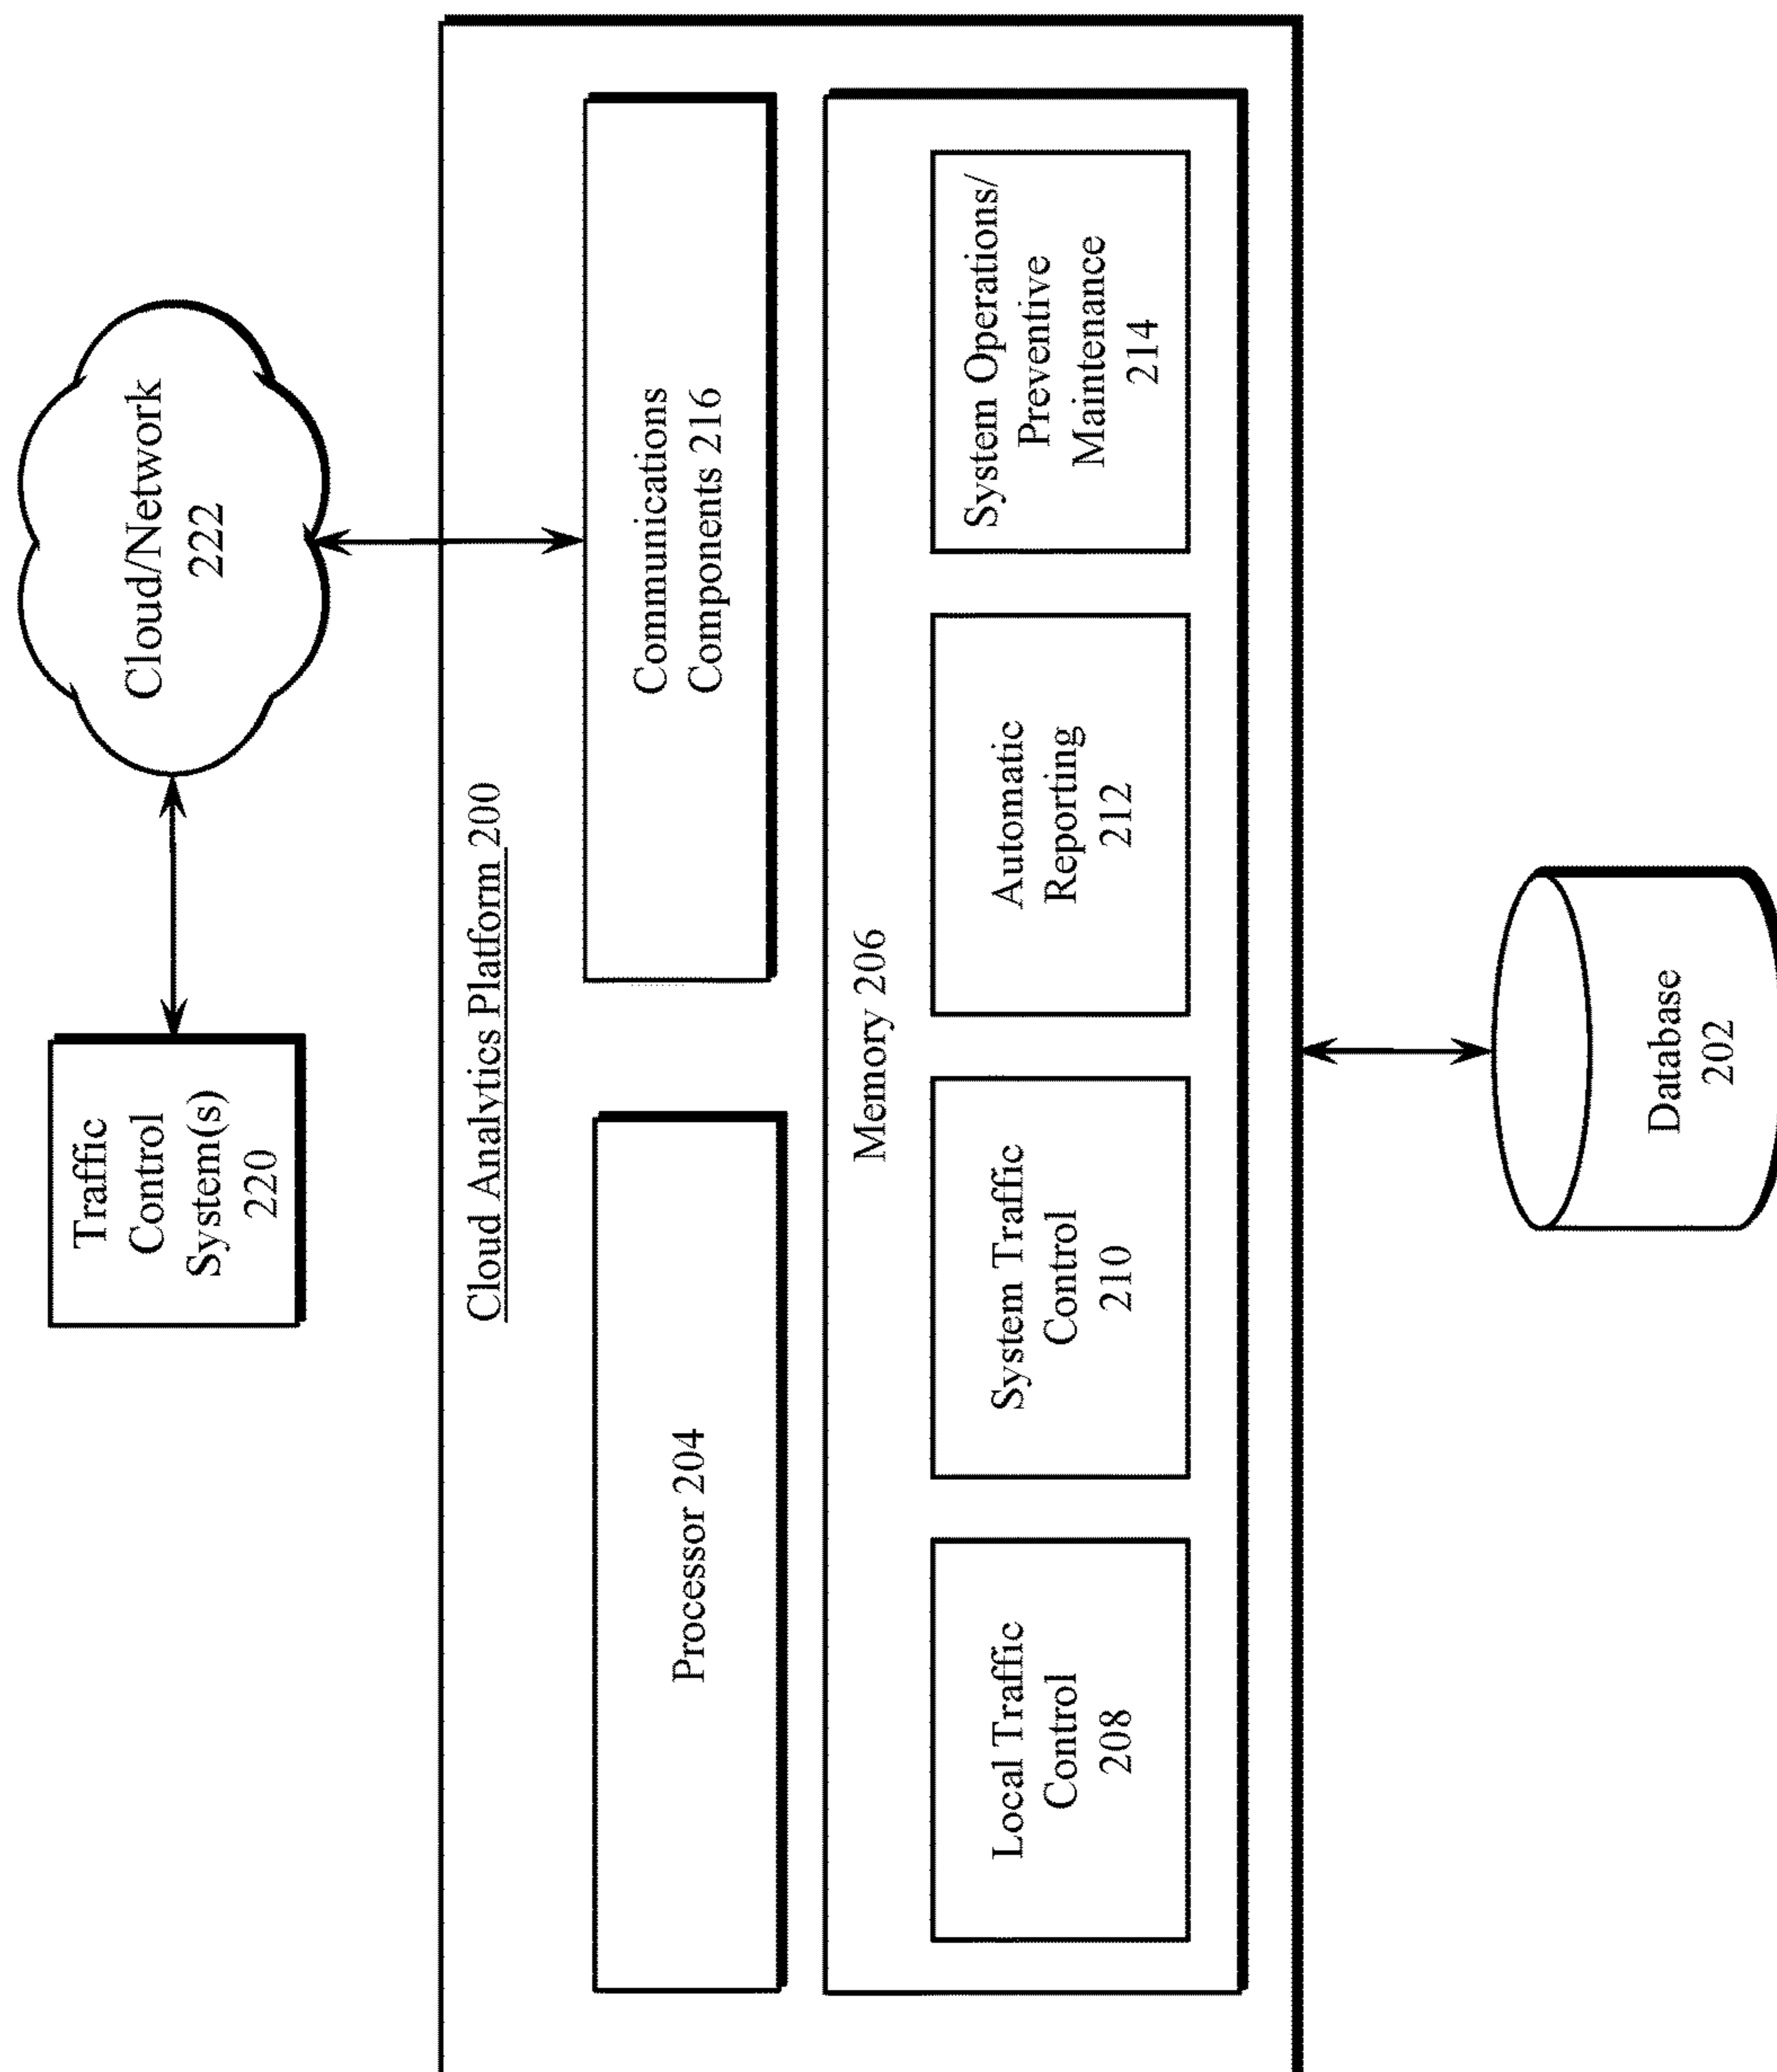 Traffic
Control
System(s)
220
Cloud/Network
222
Cloud Analytics Platform 200
Processor 204
Communications
Components 216
Memory 206
Local Traffic
Control
208
System Traffic
Control
210
Automatic
Reporting
212
System Operations/
Preventive
Maintenance
214
Database
202